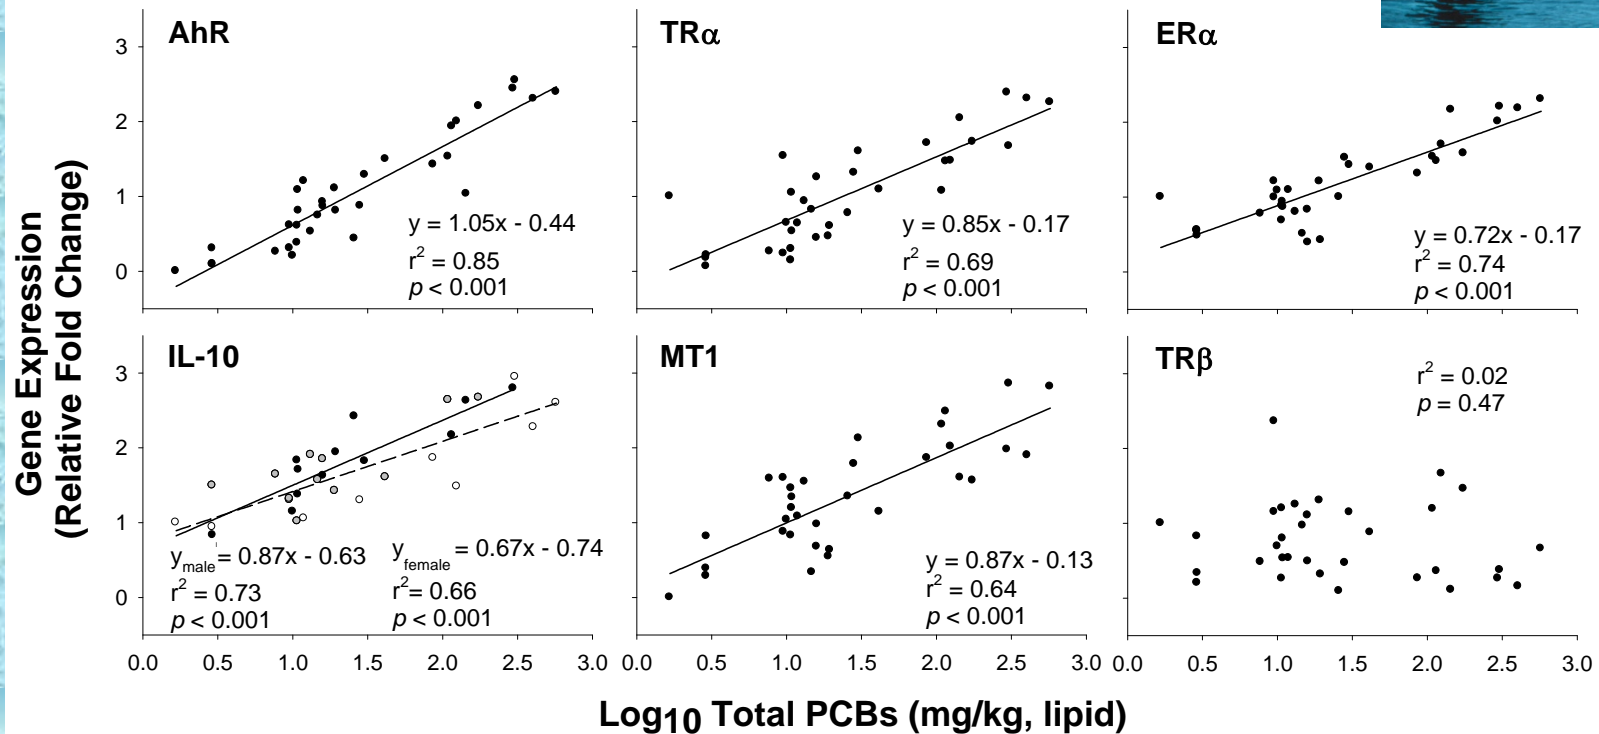 AhR
3
2
1
0
y = 1.05x - 0.44
r² = 0.85
p < 0.001
TRα
y = 0.85x - 0.17
r² = 0.69
p < 0.001
ERα
y = 0.72x - 0.17
r² = 0.74
p < 0.001
Gene Expression
(Relative Fold Change)
IL-10
3
2
1
0
y male = 0.87x - 0.63
r² = 0.73
p < 0.001
y female = 0.67x - 0.74
r² = 0.66
p < 0.001
0.0 0.5 1.0 1.5 2.0 2.5 3.0
MT1
y = 0.87x - 0.13
r² = 0.64
p < 0.001
0.0 0.5 1.0 1.5 2.0 2.5 3.0
TRβ
r² = 0.02
p = 0.47
0.0 0.5 1.0 1.5 2.0 2.5 3.0
Log10 Total PCBs (mg/kg, lipid)